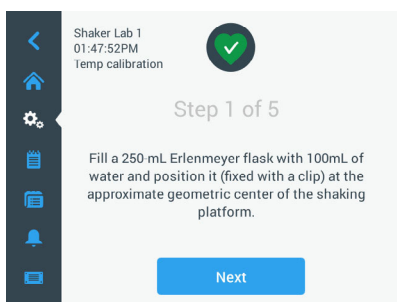 Shaker Lab 1
01:47:52PM
Temp calibration
Step 1 of 5
Fill a 250-mL Erlenmeyer flask with 100mL of
water and position it (fixed with a clip) at the
approximate geometric center of the shaking
platform.
Next